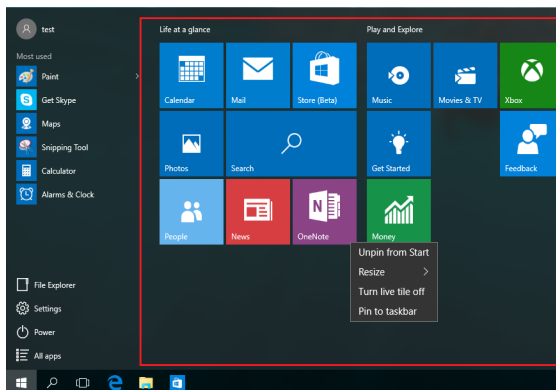 test
Most used
Paint
Get Skype
Maps
Snipping Tool
Calculator
Alarms & Clock
File Explorer
Settings
Power
All apps
Life at a glance
Play and Explore
Calendar
Mail
Store (Beta)
Music
Movies & TV
Xbox
Photos
Search
Get Started
Feedback
People
News
OneNote
Money
Unpin from Start
Resize
Turn live tile off
Pin to taskbar